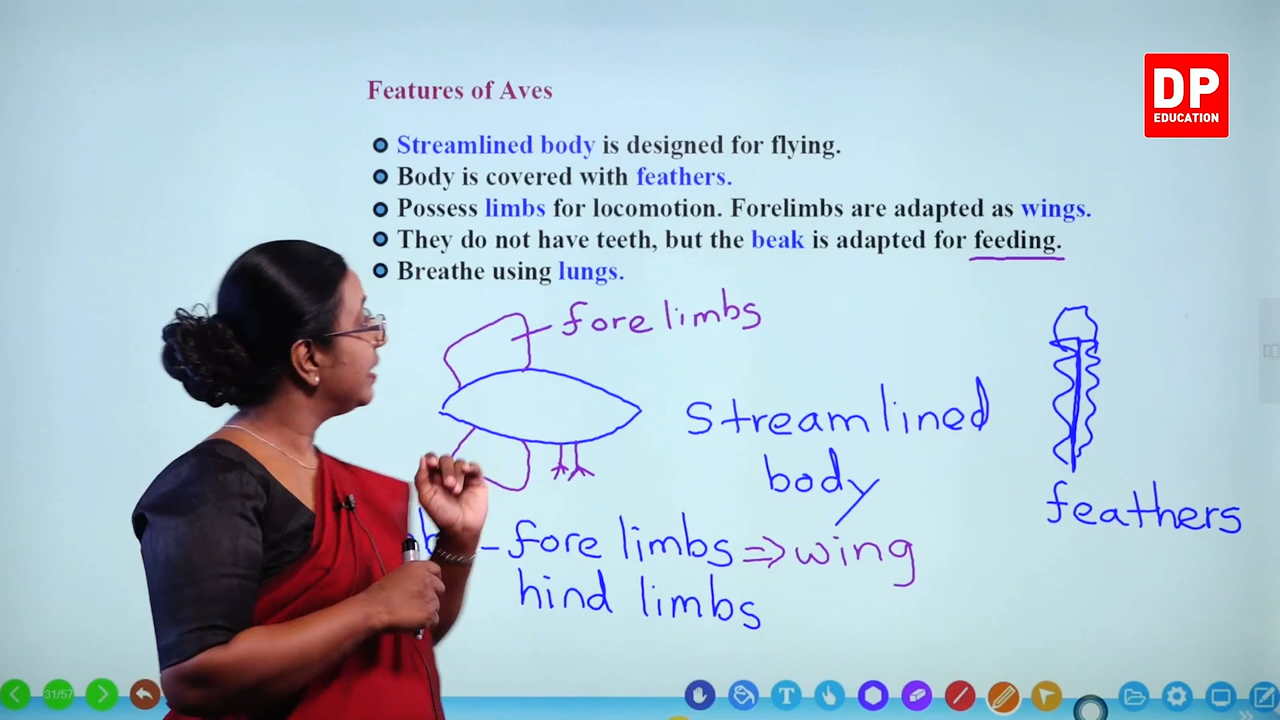 DP
EDUCATION
Features of Aves
Streamlined body is designed for flying.
Body is covered with feathers.
Possess limbs for locomotion. Forelimbs are adapted as wings.
They do not have teeth, but the beak is adapted for feeding.
Breathe using lungs.
fore limbs
Streamlined
body
feathers
fore limbs => wing
hind limbs
31/57